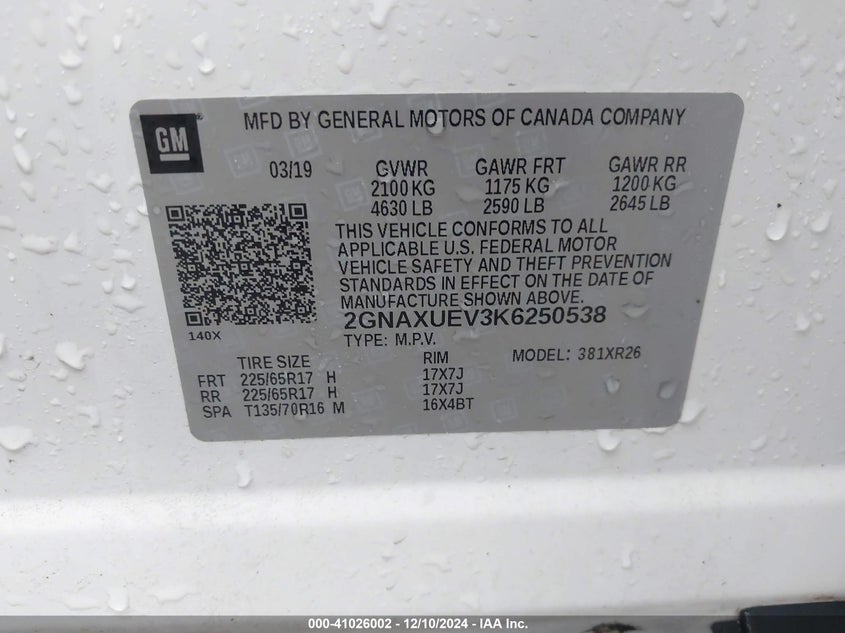 GM
MFD BY GENERAL MOTORS OF CANADA COMPANY
03/19 GVWR GAWR FRT GAWR RR
2100 KG 1175 KG 1200 KG
4630 LB 2590 LB 2645 LB
THIS VEHICLE CONFORMS TO ALL
APPLICABLE U.S. FEDERAL MOTOR
VEHICLE SAFETY AND THEFT PREVENTION
STANDARDS IN EFFECT ON THE DATE OF
MANUFACTURE SHOWN ABOVE.
2GNAXUEV3K6250538
140X
TYPE: M.P.V.
TIRE SIZE RIM MODEL: 381XR26
FRT 225/65R17 H 17X7J
RR 225/65R17 H 17X7J
SPA T135/70R16 M 16X4BT
000-41026002 - 12/10/2024 - IAA Inc.